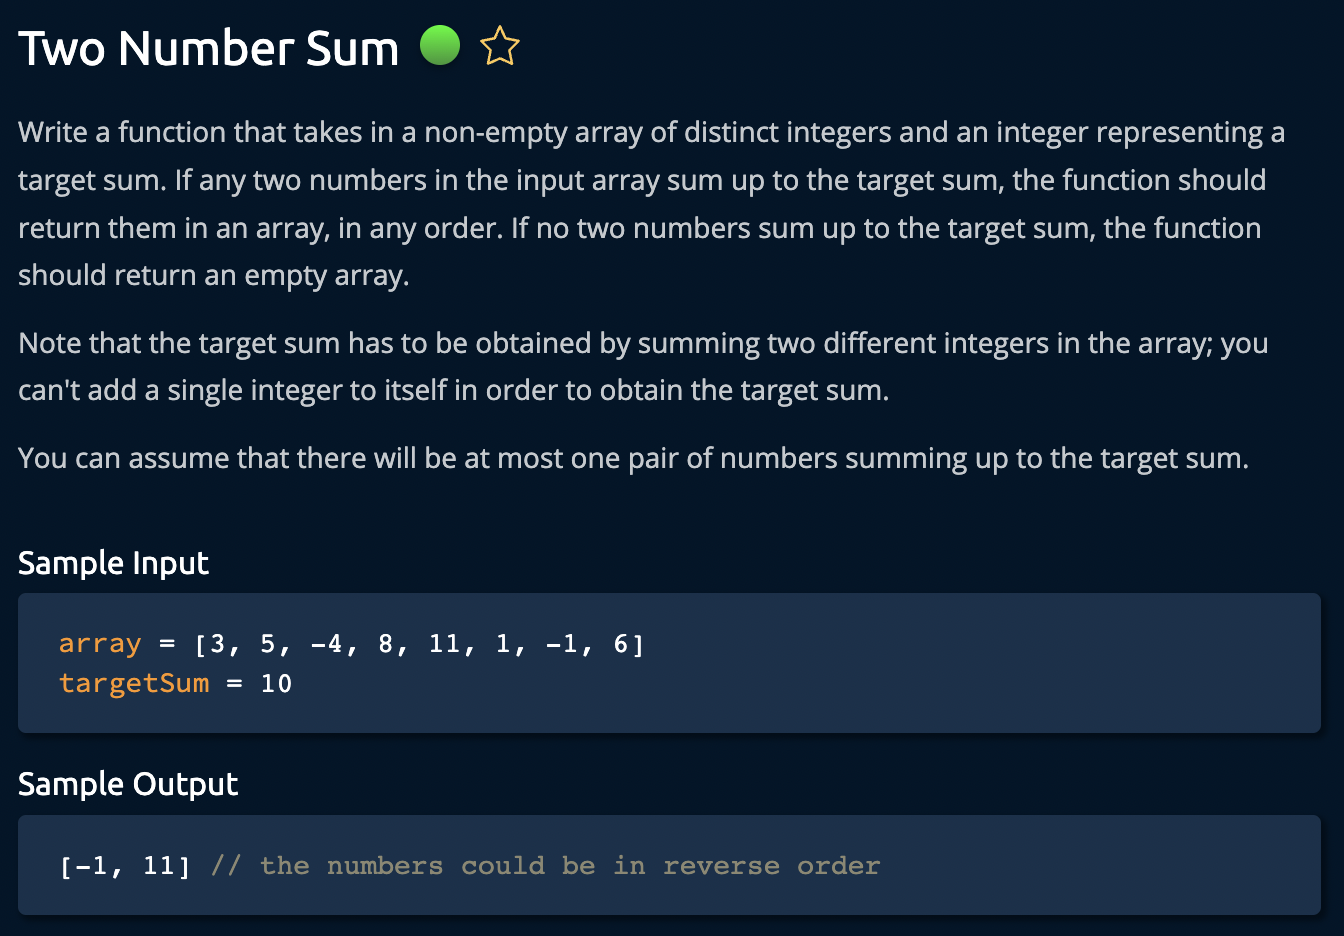 Two Number Sum
Write a function that takes in a non-empty array of distinct integers and an integer representing a
target sum. If any two numbers in the input array sum up to the target sum, the function should
return them in an array, in any order. If no two numbers sum up to the target sum, the function
should return an empty array.
Note that the target sum has to be obtained by summing two different integers in the array; you
can't add a single integer to itself in order to obtain the target sum.
You can assume that there will be at most one pair of numbers summing up to the target sum.
Sample Input
array = [3, 5, -4, 8, 11, 1, -1, 6]
targetSum = 10
Sample Output
[-1, 11] // the numbers could be in reverse order